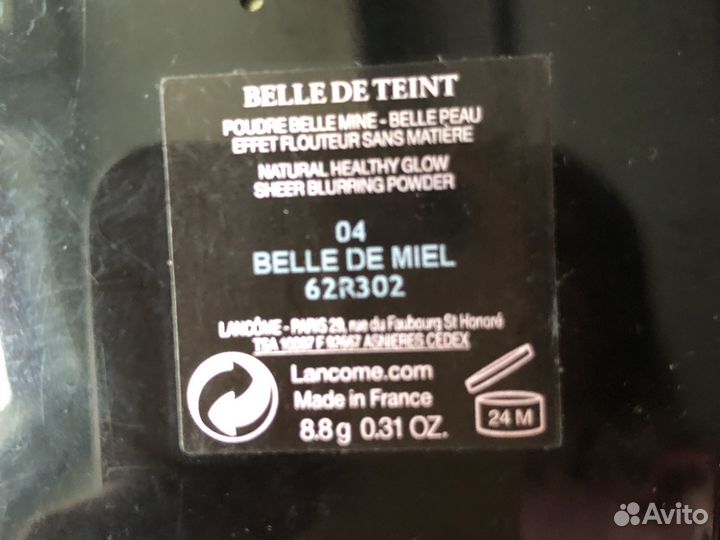 BELLE DE TEINT
POUDRE BELLE MINE - BELLE PEAU
EFFET FLOUTEUR SANS MATIÈRE
NATURAL HEALTHY GLOW
SHEER BLURRING POWDER
04
BELLE DE MIEL
62R302
LANCÔME - PARIS 29, rue du Faubourg St Honoré
TSA ASNIERES CEDEX
Lancome.com
Made in France
8.8 g 0.31 OZ.
24 M
Avito